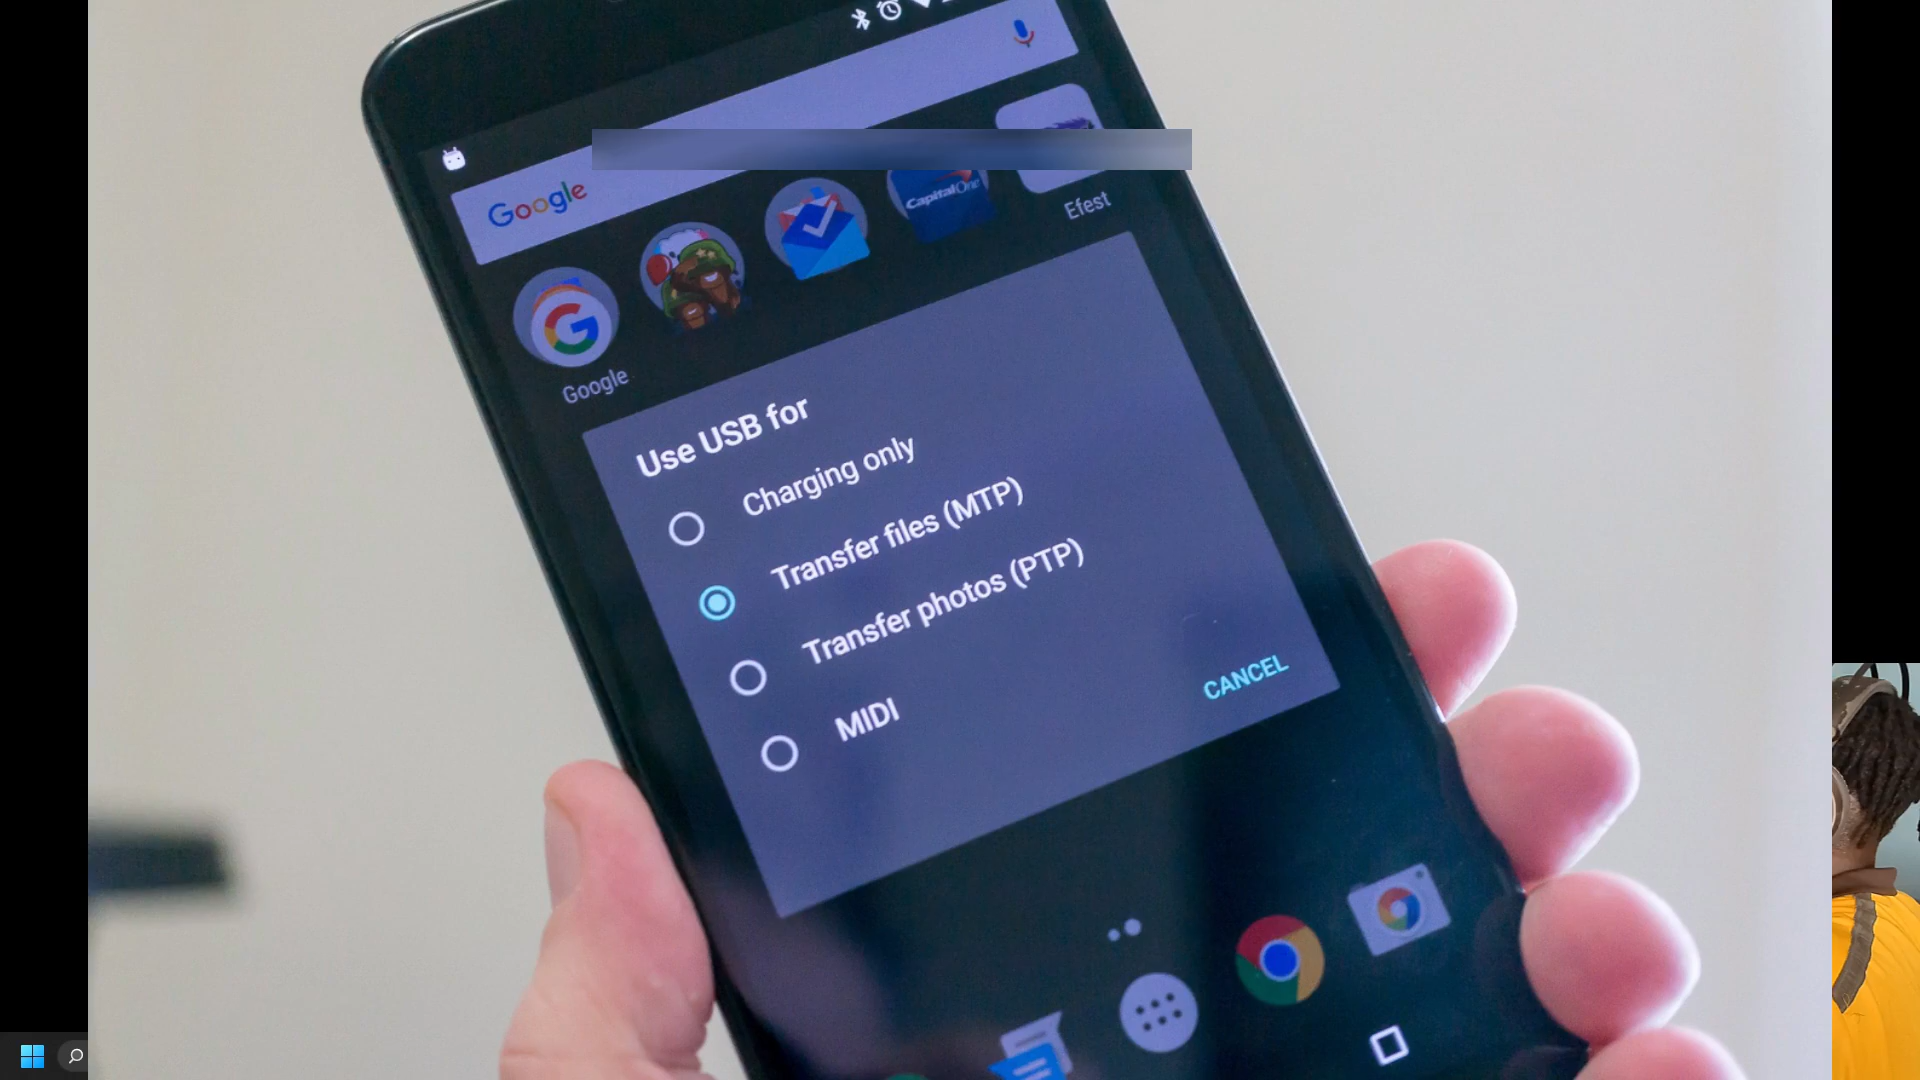 Google
CapitalOne
Efest
Google
Use USB for
Charging only
Transfer files (MTP)
Transfer photos (PTP)
MIDI
CANCEL